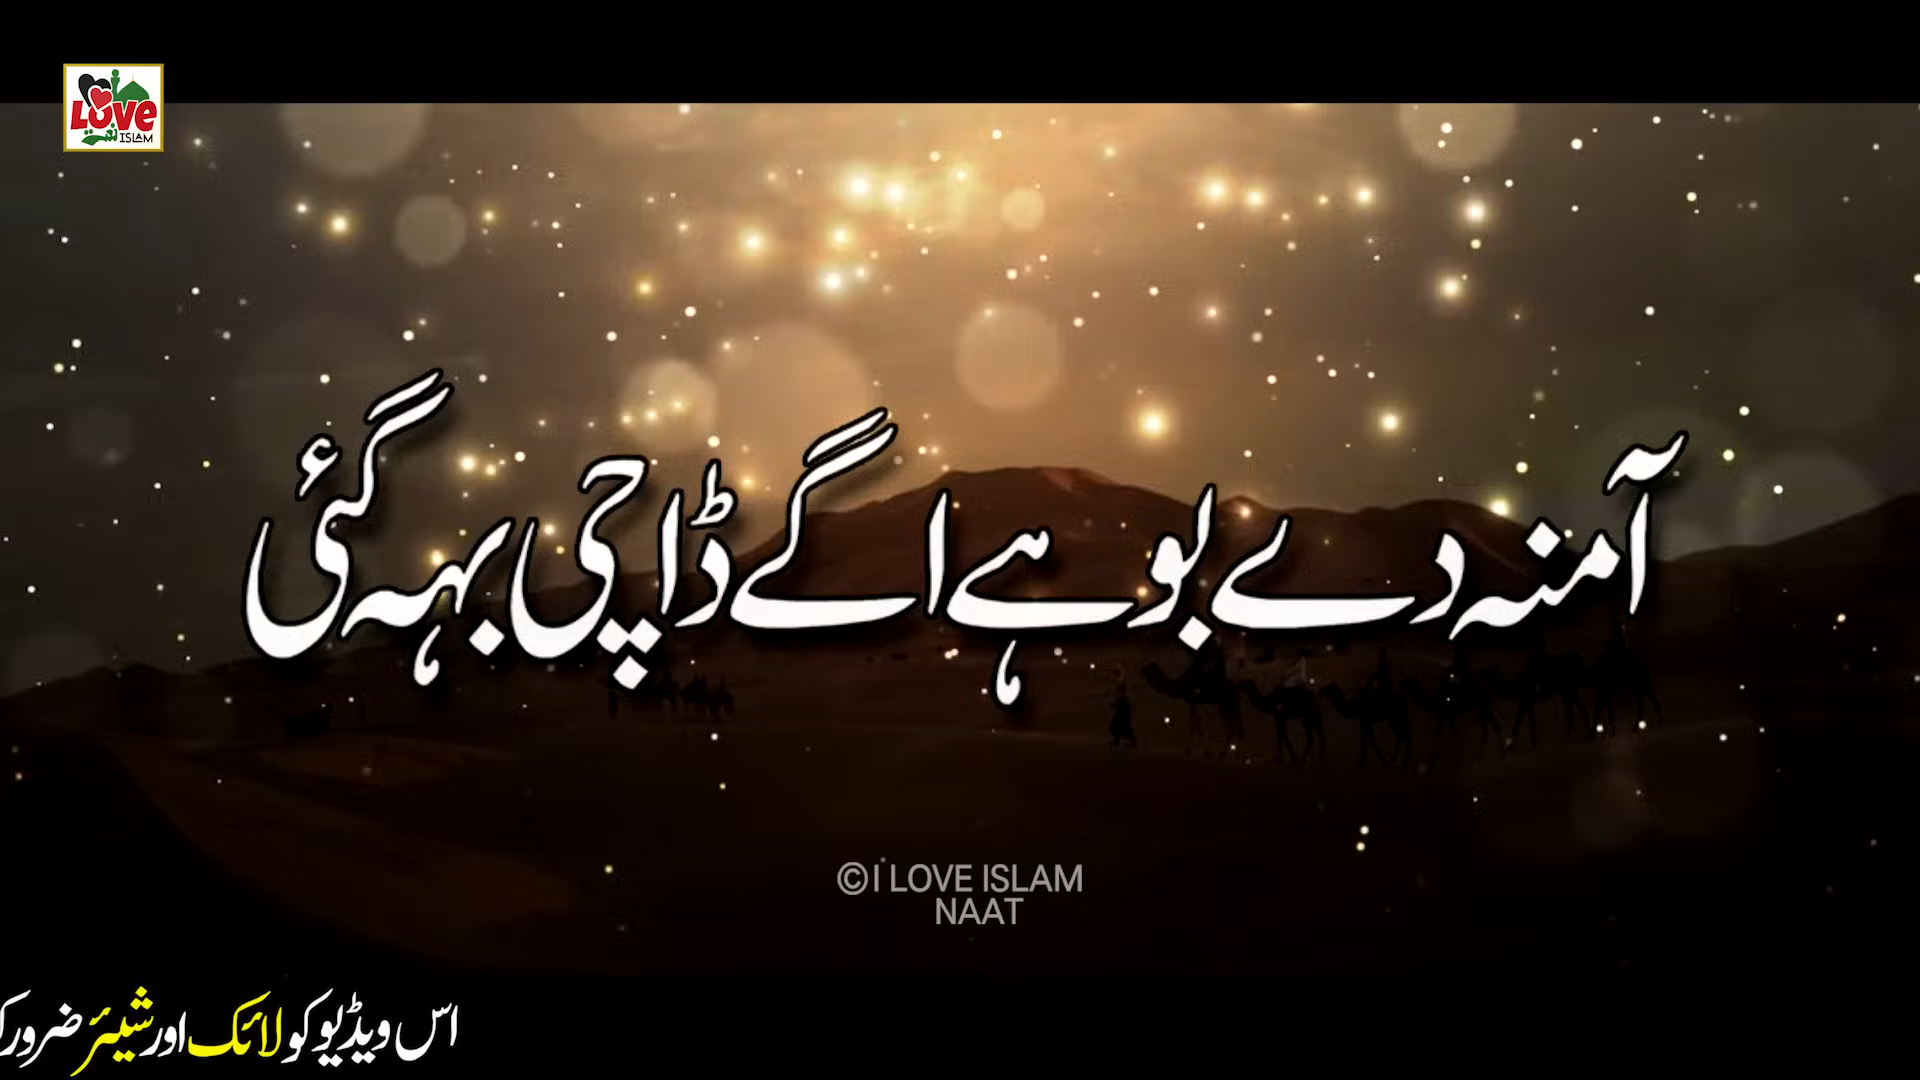 Love
ISLAM
آمنہ دے بوہے اگے ڈاچی بہہ گئی
©I LOVE ISLAM
NAAT
اس ویڈیو کو لائک اور شیئر ضرور